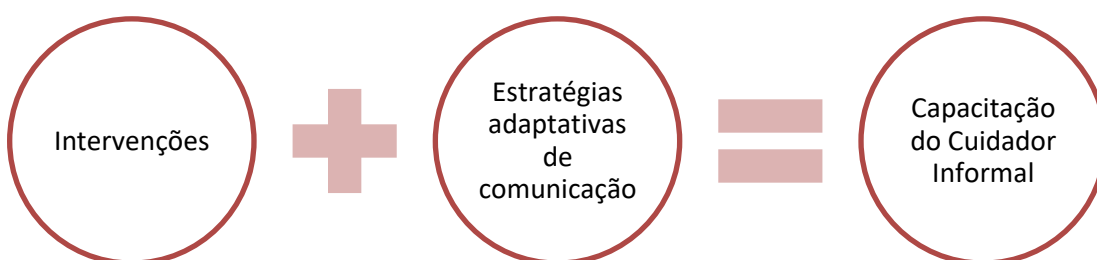 Intervenções
Estratégias
adaptativas
de
comunicação
Capacitação
do Cuidador
Informal